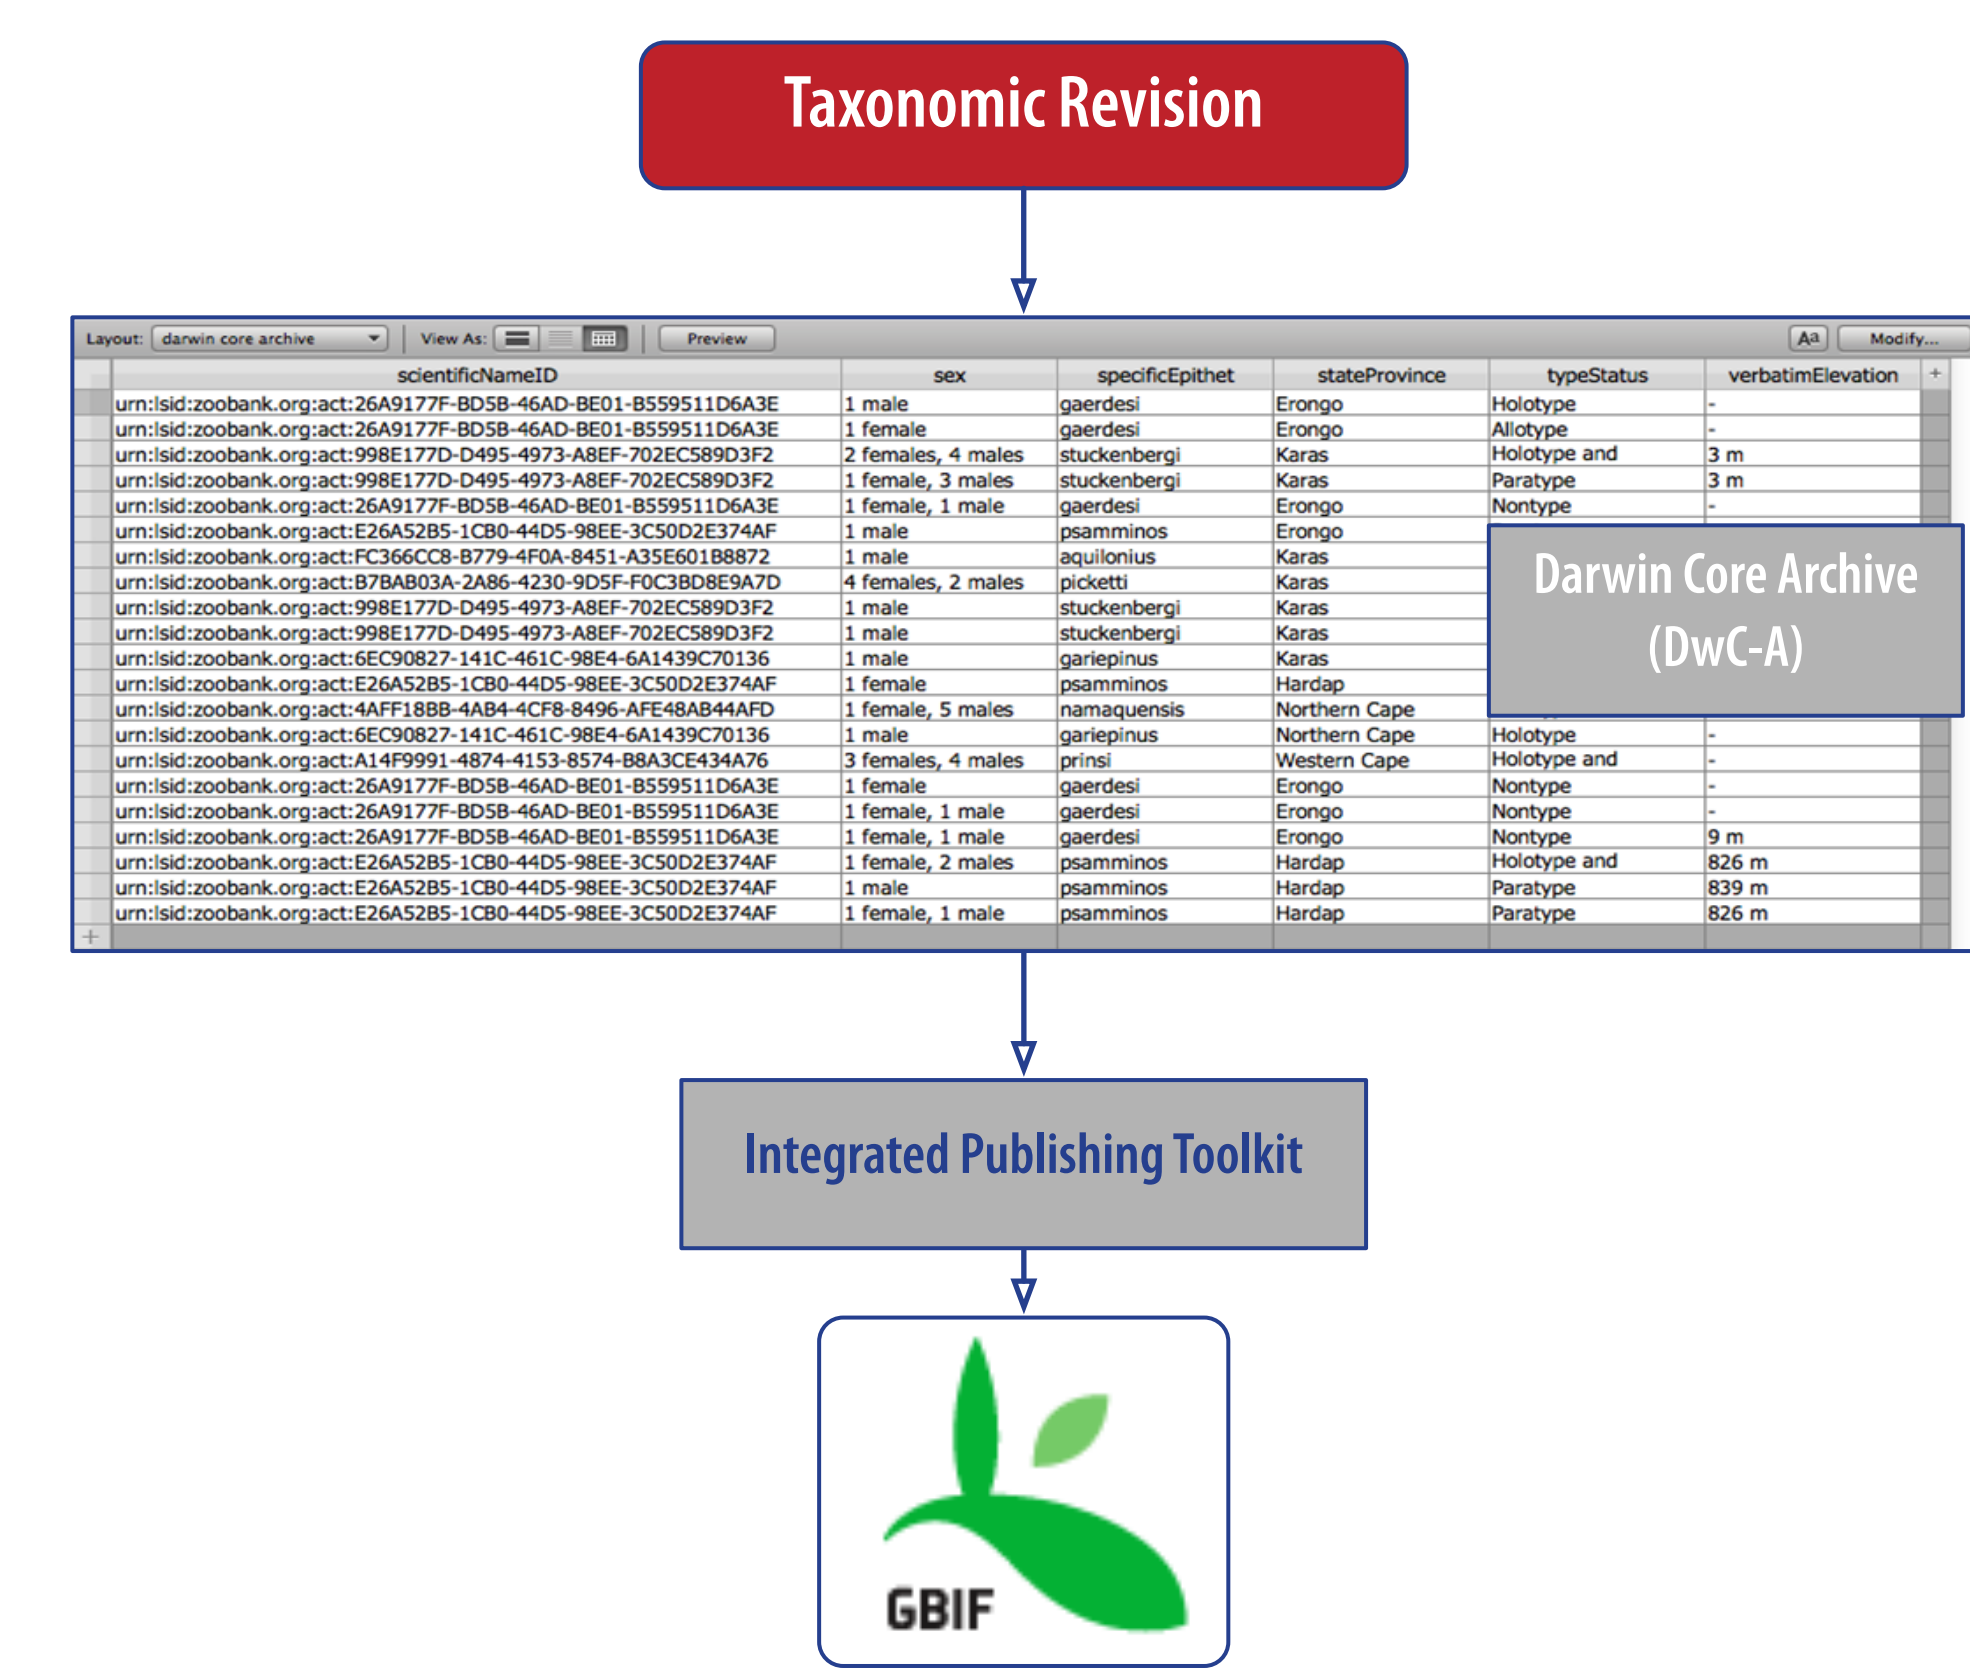 Taxonomic Revision
Layout: darwin core archive View As: Preview Aa Modify...
scientificNameID sex specificEpithet stateProvince typeStatus verbatimElevation +
urn:lsid:zoobank.org:act:26A9177F-BD5B-46AD-BE01-B559511D6A3E 1 male gaerdesi Erongo Holotype -
urn:lsid:zoobank.org:act:26A9177F-BD5B-46AD-BE01-B559511D6A3E 1 female gaerdesi Erongo Allotype -
urn:lsid:zoobank.org:act:998E177D-D495-4973-A8EF-702EC589D3F2 2 females, 4 males stuckenbergi Karas Holotype and 3 m
urn:lsid:zoobank.org:act:998E177D-D495-4973-A8EF-702EC589D3F2 1 female, 3 males stuckenbergi Karas Paratype 3 m
urn:lsid:zoobank.org:act:26A9177F-BD5B-46AD-BE01-B559511D6A3E 1 female, 1 male gaerdesi Erongo Nontype -
urn:lsid:zoobank.org:act:E26A52B5-1CB0-44D5-98EE-3C50D2E374AF 1 male psamminos Erongo
urn:lsid:zoobank.org:act:FC366CC8-B779-4F0A-8451-A35E601B8872 1 male aquilonius Karas
urn:lsid:zoobank.org:act:B7BAB03A-2A86-4230-9D5F-F0C3BD8E9A7D 4 females, 2 males picketti Karas
urn:lsid:zoobank.org:act:998E177D-D495-4973-A8EF-702EC589D3F2 1 male stuckenbergi Karas
urn:lsid:zoobank.org:act:998E177D-D495-4973-A8EF-702EC589D3F2 1 male stuckenbergi Karas
urn:lsid:zoobank.org:act:6EC90827-141C-461C-98E4-6A1439C70136 1 male gariepinus Karas
urn:lsid:zoobank.org:act:E26A52B5-1CB0-44D5-98EE-3C50D2E374AF 1 female psamminos Hardap
urn:lsid:zoobank.org:act:4AFF18BB-4AB4-4CF8-8496-AFE48AB44AFD 1 female, 5 males namaquensis Northern Cape
urn:lsid:zoobank.org:act:6EC90827-141C-461C-98E4-6A1439C70136 1 male gariepinus Northern Cape Holotype -
urn:lsid:zoobank.org:act:A14F9991-4874-4153-8574-B8A3CE434A76 3 females, 4 males prinsi Western Cape Holotype and -
urn:lsid:zoobank.org:act:26A9177F-BD5B-46AD-BE01-B559511D6A3E 1 female gaerdesi Erongo Nontype -
urn:lsid:zoobank.org:act:26A9177F-BD5B-46AD-BE01-B559511D6A3E 1 female, 1 male gaerdesi Erongo Nontype -
urn:lsid:zoobank.org:act:26A9177F-BD5B-46AD-BE01-B559511D6A3E 1 female, 1 male gaerdesi Erongo Nontype 9 m
urn:lsid:zoobank.org:act:E26A52B5-1CB0-44D5-98EE-3C50D2E374AF 1 female, 2 males psamminos Hardap Holotype and 826 m
urn:lsid:zoobank.org:act:E26A52B5-1CB0-44D5-98EE-3C50D2E374AF 1 male psamminos Hardap Paratype 839 m
urn:lsid:zoobank.org:act:E26A52B5-1CB0-44D5-98EE-3C50D2E374AF 1 female, 1 male psamminos Hardap Paratype 826 m
+
Darwin Core Archive
(DwC-A)
Integrated Publishing Toolkit
GBIF